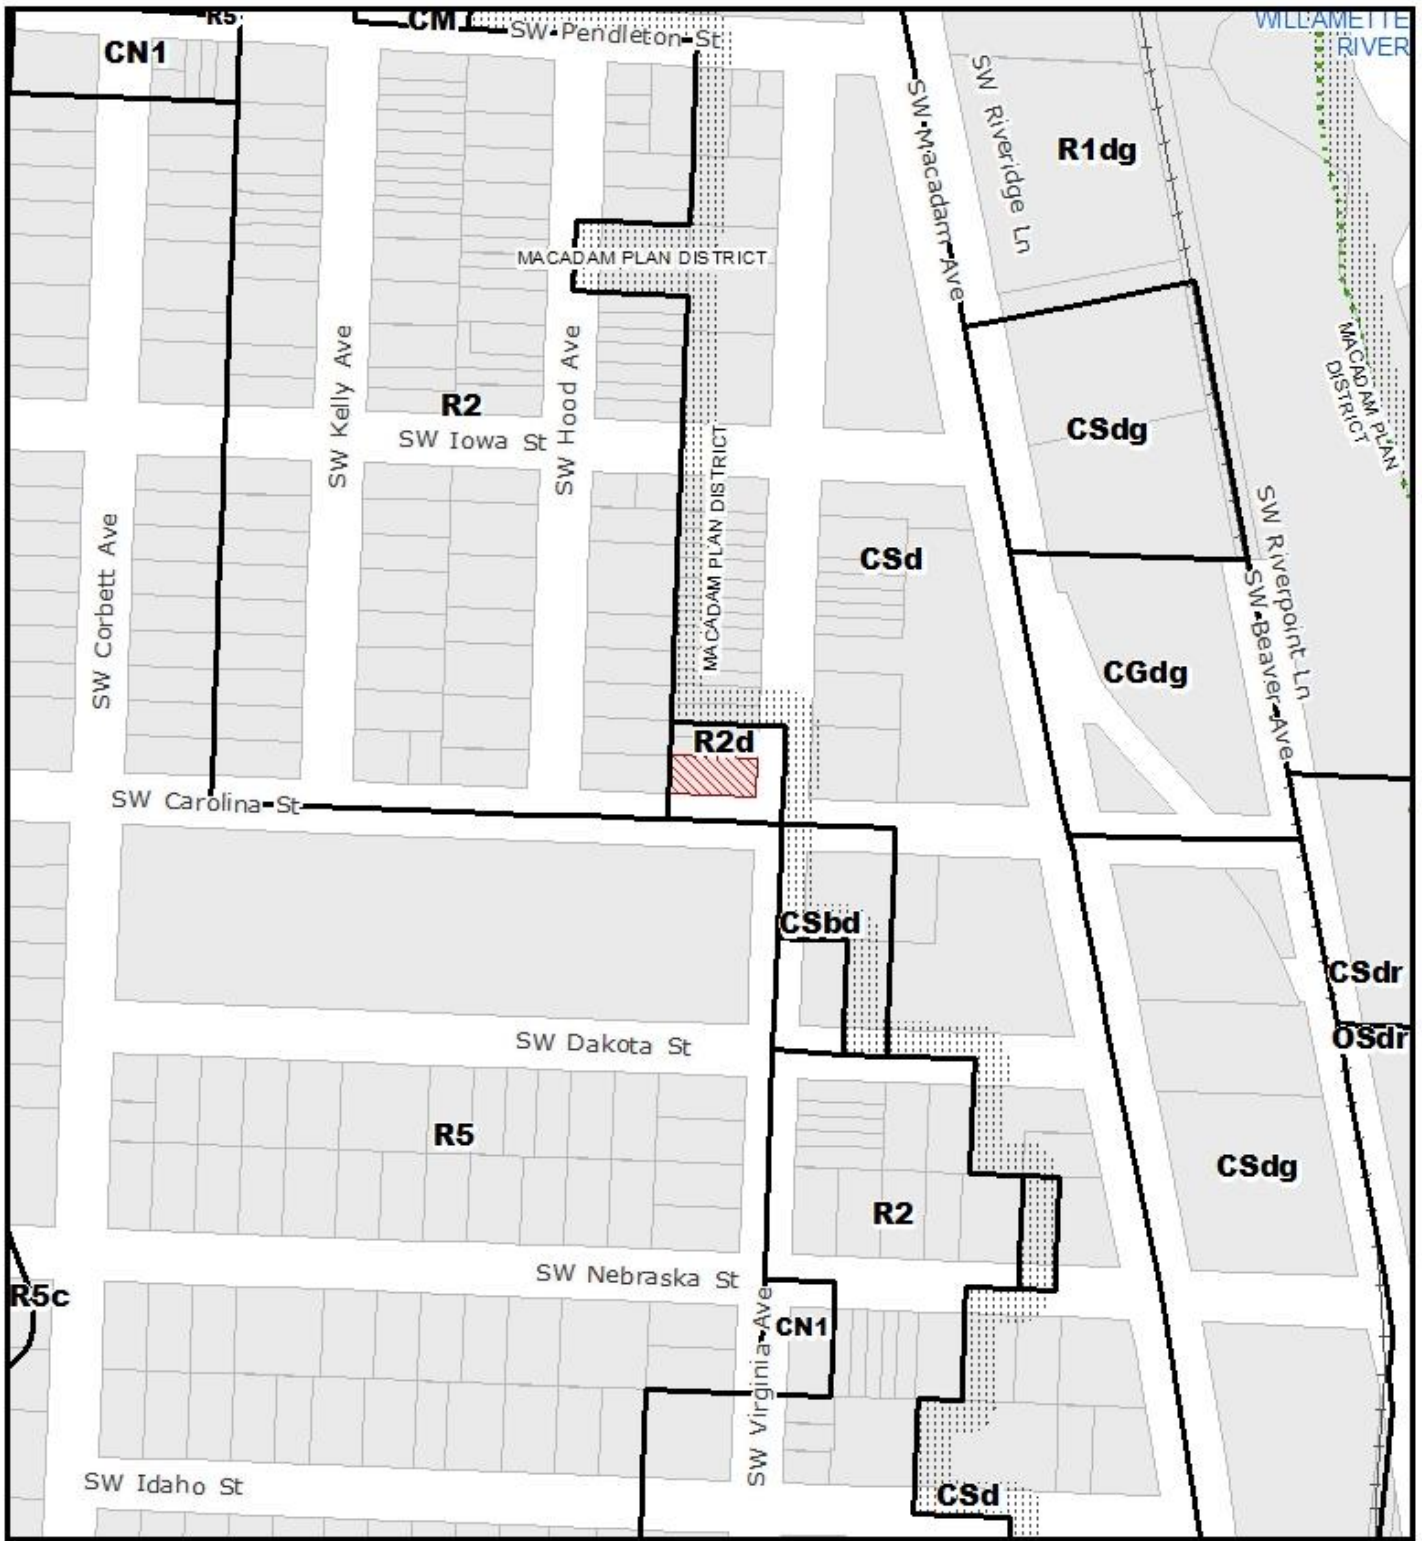 R5
CM
WILLAMETTE
RIVER
CN1
SW Pendleton St
SW Riveridge Ln
SW Macadam Ave
R1dg
MACADAM PLAN DISTRICT
SW Kelly Ave
SW Hood Ave
MACADAM PLAN
DISTRICT
R2
SW Iowa St
CSdg
MACADAM PLAN DISTRICT
SW Corbett Ave
CSd
SW Riverpoint Ln
SW Beaver Ave
CGdg
R2d
SW Carolina St
CSbd
CSdr
SW Dakota St
OSdr
R5
CSdg
R2
SW Nebraska St
R5c
SW Virginia Ave
CN1
SW Idaho St
CSd